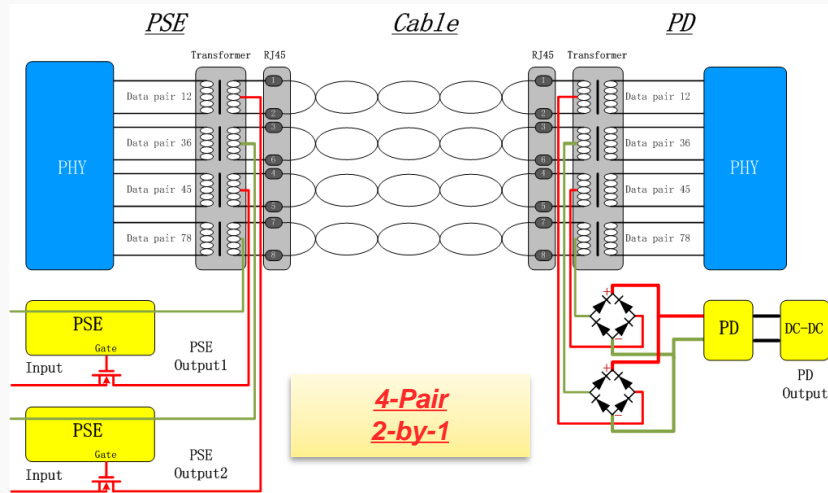 PSE
Cable
PD
Transformer
RJ45
RJ45
Transformer
PHY
Data pair 12
Data pair 36
Data pair 45
Data pair 78
1
2
3
6
4
5
7
8
1
2
3
6
4
5
7
8
Data pair 12
Data pair 36
Data pair 45
Data pair 78
PHY
PSE
Gate
Input
PSE
Output1
PSE
Gate
Input
PSE
Output2
4-Pair
2-by-1
+
−
+
−
PD
DC-DC
PD
Output